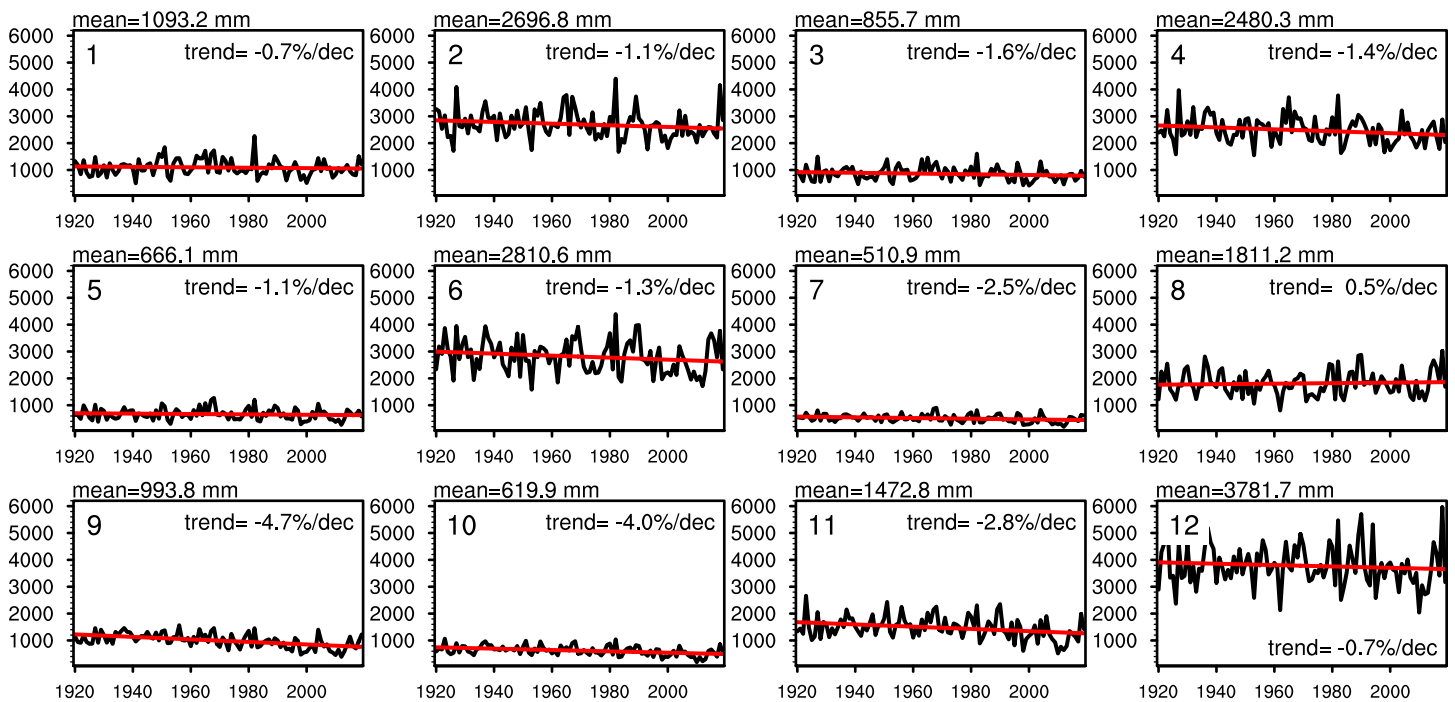 mean=1093.2 mm mean=2696.8 mm mean=855.7 mm mean=2480.3 mm
6000 1 trend= -0.7%/dec 6000 2 trend= -1.1%/dec 6000 3 trend= -1.6%/dec 6000 4 trend= -1.4%/dec
5000 5000 5000 5000
4000 4000 4000 4000
3000 3000 3000 3000
2000 2000 2000 2000
1000 1000 1000 1000
1920 1940 1960 1980 2000 1920 1940 1960 1980 2000 1920 1940 1960 1980 2000 1920 1940 1960 1980 2000
mean=666.1 mm mean=2810.6 mm mean=510.9 mm mean=1811.2 mm
6000 5 trend= -1.1%/dec 6000 6 trend= -1.3%/dec 6000 7 trend= -2.5%/dec 6000 8 trend= 0.5%/dec
5000 5000 5000 5000
4000 4000 4000 4000
3000 3000 3000 3000
2000 2000 2000 2000
1000 1000 1000 1000
1920 1940 1960 1980 2000 1920 1940 1960 1980 2000 1920 1940 1960 1980 2000 1920 1940 1960 1980 2000
mean=993.8 mm mean=619.9 mm mean=1472.8 mm mean=3781.7 mm
6000 9 trend= -4.7%/dec 6000 10 trend= -4.0%/dec 6000 11 trend= -2.8%/dec 6000 12
5000 5000 5000 5000
4000 4000 4000 4000
3000 3000 3000 3000
2000 2000 2000 2000
1000 1000 1000 1000 trend= -0.7%/dec
1920 1940 1960 1980 2000 1920 1940 1960 1980 2000 1920 1940 1960 1980 2000 1920 1940 1960 1980 2000